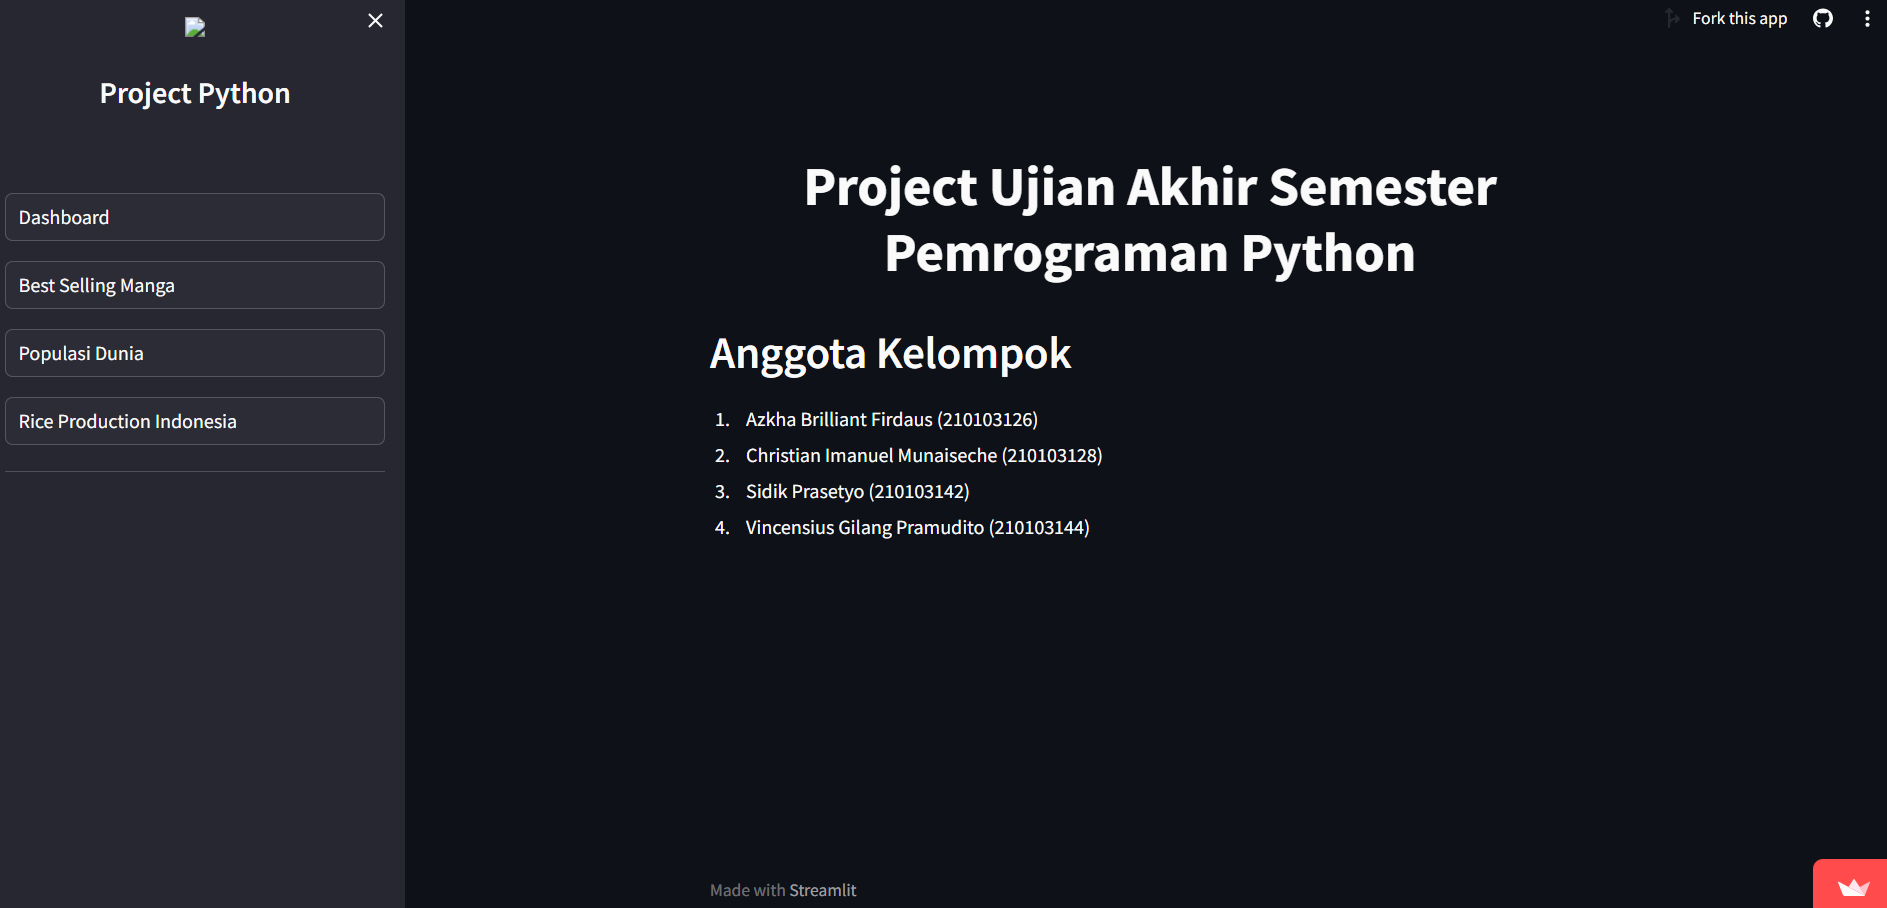 Project Python
Dashboard
Best Selling Manga
Populasi Dunia
Rice Production Indonesia
Fork this app
Project Ujian Akhir Semester
Pemrograman Python
Anggota Kelompok
1. Azkha Brilliant Firdaus (210103126)
2. Christian Imanuel Munaiseche (210103128)
3. Sidik Prasetyo (210103142)
4. Vincensius Gilang Pramudito (210103144)
Made with Streamlit